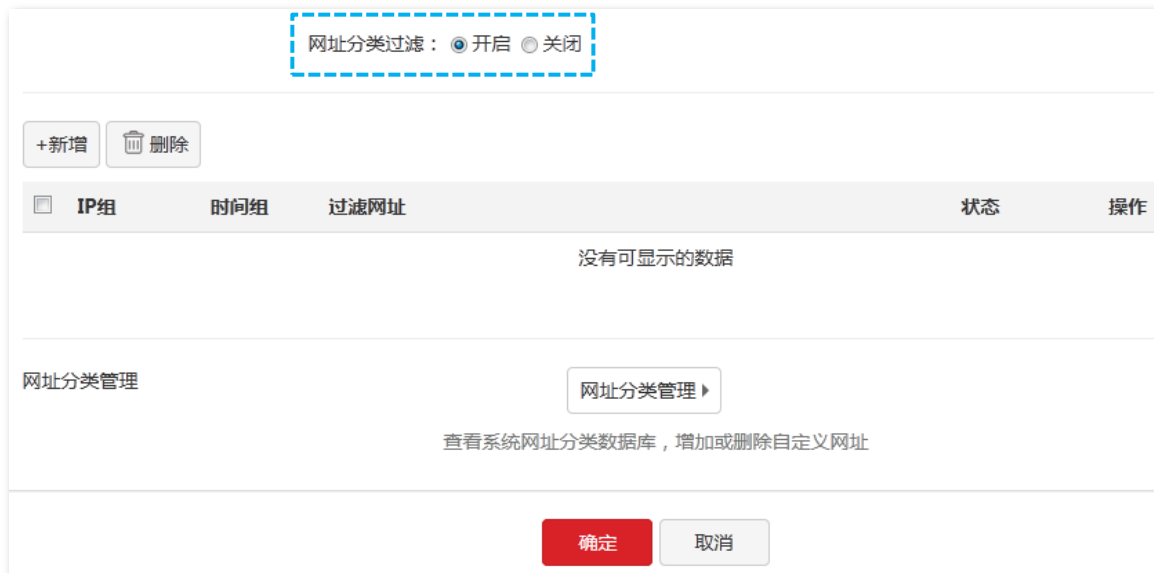 网址分类过滤： 开启 关闭
+新增 删除
IP组 时间组 过滤网址 状态 操作
没有可显示的数据
网址分类管理 网址分类管理
查看系统网址分类数据库，增加或删除自定义网址
确定 取消